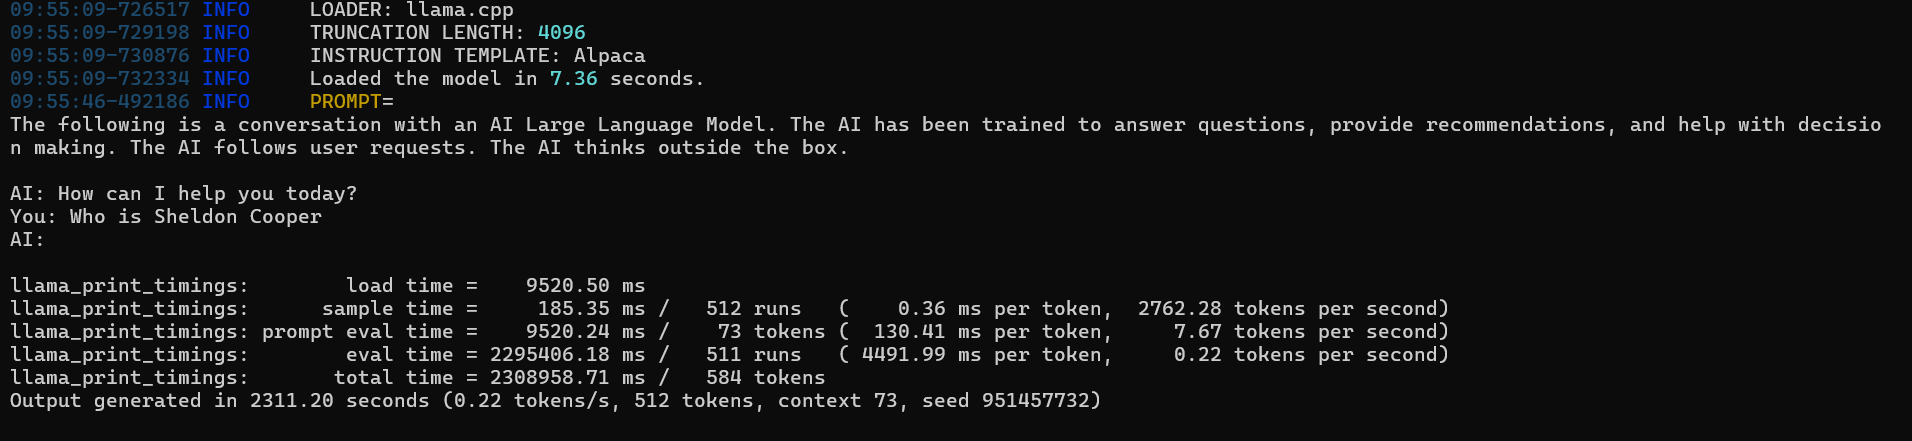 09:55:09-726517 INFO     LOADER: llama.cpp
09:55:09-729198 INFO     TRUNCATION LENGTH: 4096
09:55:09-730876 INFO     INSTRUCTION TEMPLATE: Alpaca
09:55:09-732334 INFO     Loaded the model in 7.36 seconds.
09:55:46-492186 INFO     PROMPT=
The following is a conversation with an AI Large Language Model. The AI has been trained to answer questions, provide recommendations, and help with decisio
n making. The AI follows user requests. The AI thinks outside the box.

AI: How can I help you today?
You: Who is Sheldon Cooper
AI:

llama_print_timings:        load time =    9520.50 ms
llama_print_timings:      sample time =     185.35 ms /   512 runs   (    0.36 ms per token,  2762.28 tokens per second)
llama_print_timings: prompt eval time =    9520.24 ms /    73 tokens (  130.41 ms per token,     7.67 tokens per second)
llama_print_timings:        eval time = 2295406.18 ms /   511 runs   ( 4491.99 ms per token,     0.22 tokens per second)
llama_print_timings:       total time = 2308958.71 ms /   584 tokens
Output generated in 2311.20 seconds (0.22 tokens/s, 512 tokens, context 73, seed 951457732)